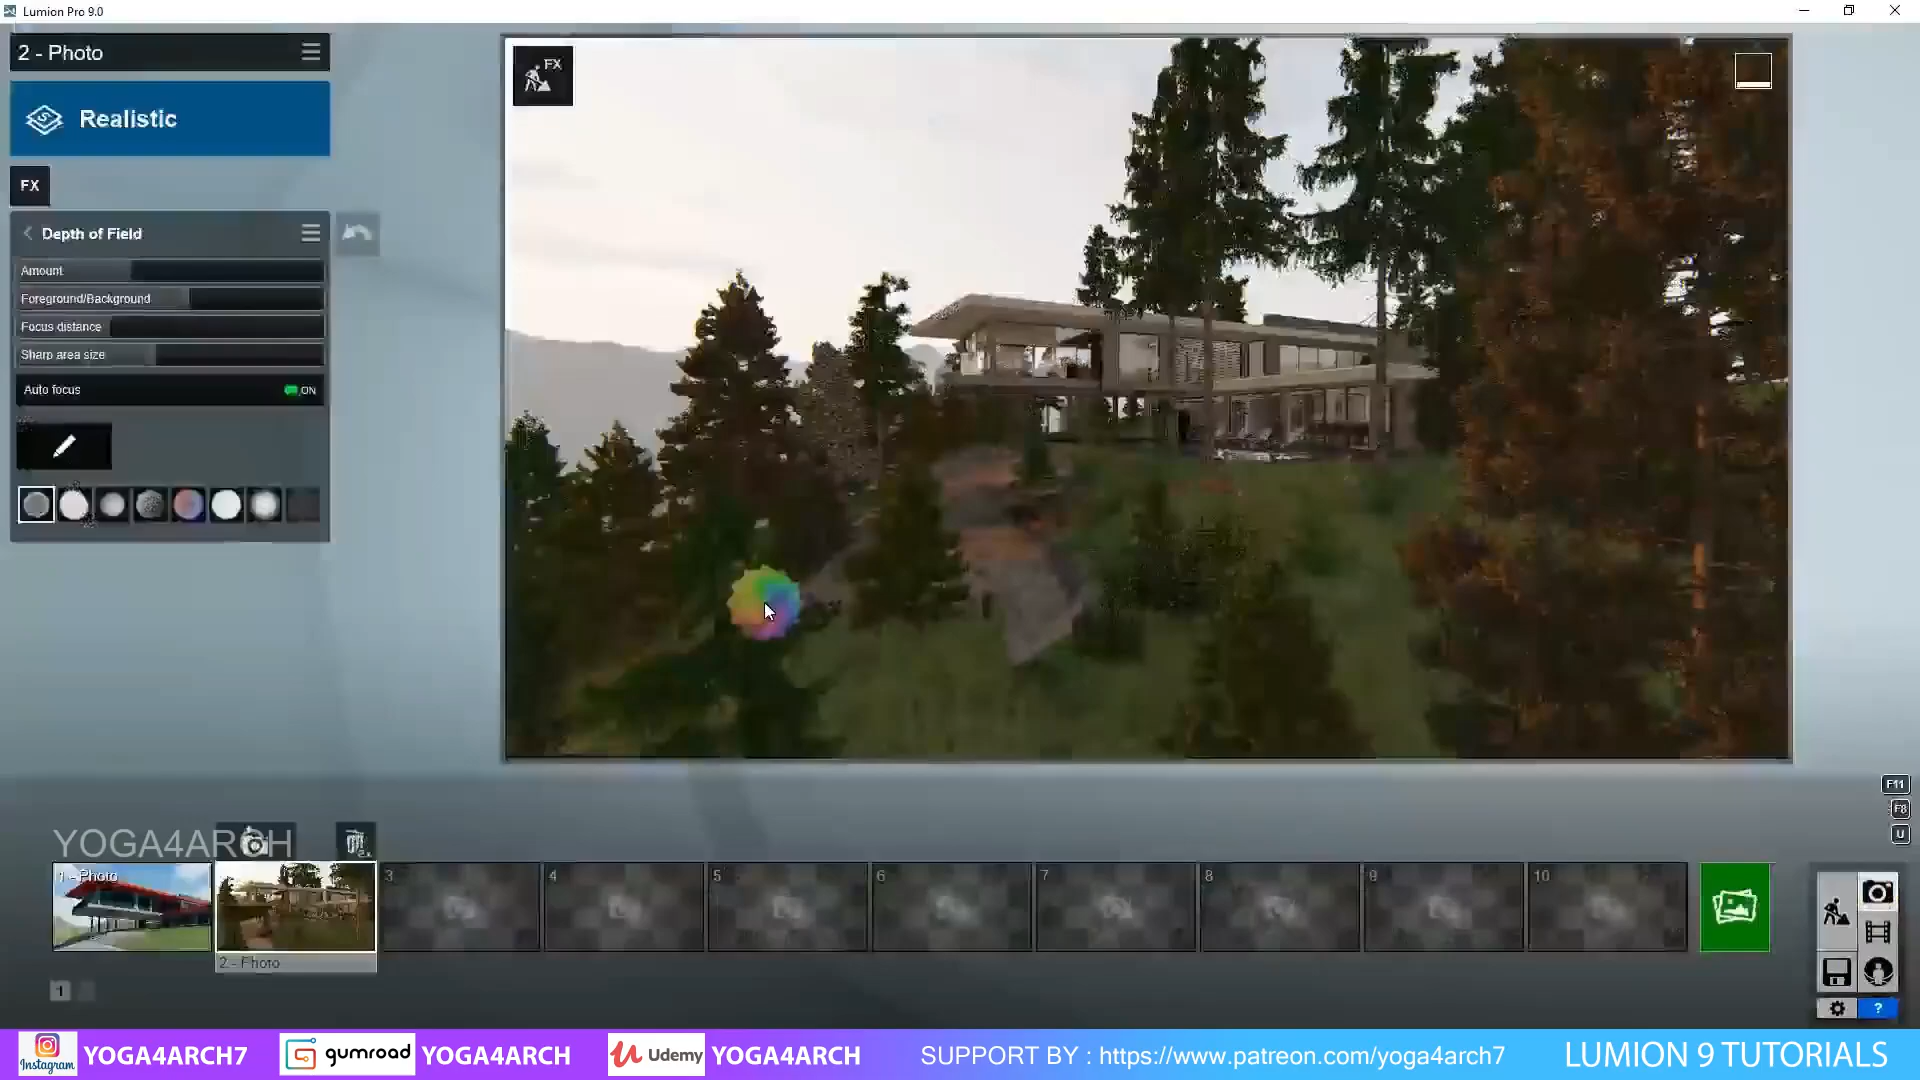 Lumion Pro 9.0
2 - Photo
Realistic
FX
FX
Depth of Field
Amount
Foreground/Background
Focus distance
Sharp area size
Auto focus
ON
F11
F8
U
YOGA4ARCH
1 - Photo
3
4
5
6
7
8
9
10
2 - Photo
1
?
Instagram
YOGA4ARCH7
gumroad
YOGA4ARCH
Udemy
YOGA4ARCH
SUPPORT BY : https://www.patreon.com/yoga4arch7
LUMION 9 TUTORIALS